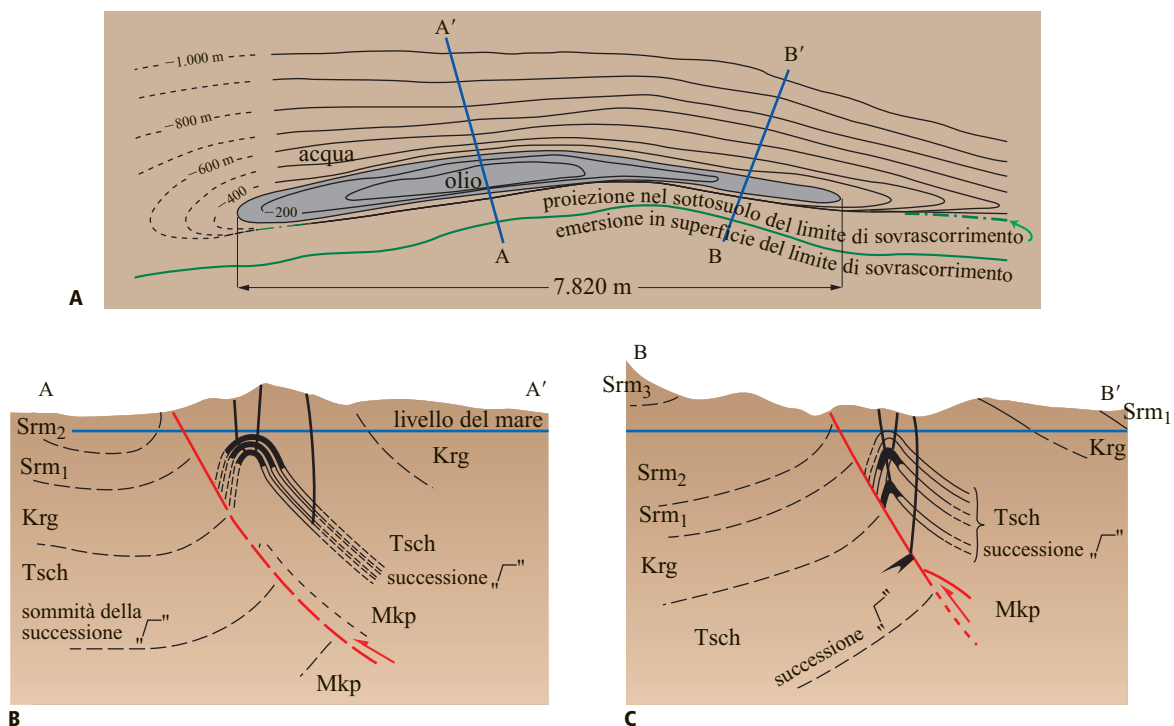 A′
B′
−1.000 m
−800 m
−600 m
−400
−200
acqua
olio
proiezione nel sottosuolo del limite di sovrascorrimento
emersione in superficie del limite di sovrascorrimento
A
B
7.820 m
A
A
A′
livello del mare
Srm2
Srm1
Krg
Krg
Tsch
Tsch
successione "Г"
sommità della
successione "Г"
Mkp
Mkp
B
B
B′
Srm3
Srm1
Krg
Srm2
Srm1
Krg
Tsch
Tsch
successione "Г"
successione "Г"
Mkp
C